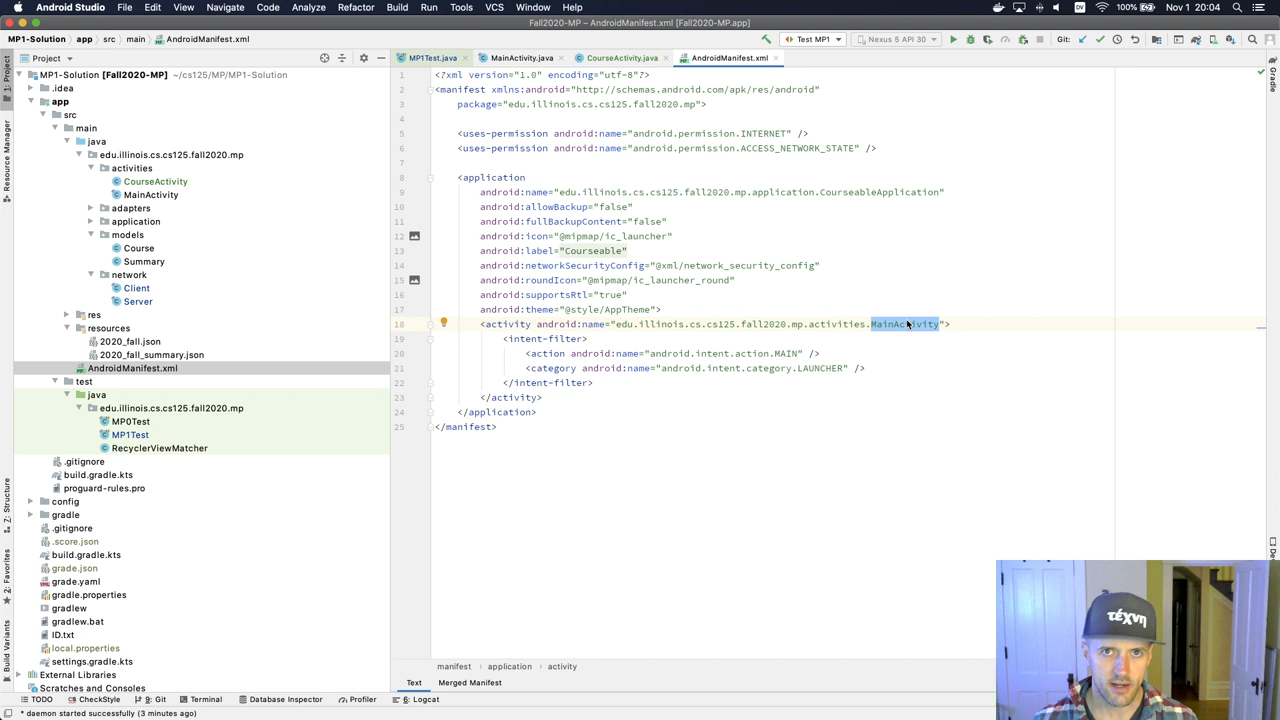 Android Studio File Edit View Navigate Code Analyze Refactor Build Run Tools VCS Window Help 100% Nov 1 20:04
Fall2020-MP – AndroidManifest.xml [Fall2020-MP.app]
MP1-Solution app src main AndroidManifest.xml Test MP1 Nexus 5 API 30 Git:
Project MP1Test.java MainActivity.java CourseActivity.java AndroidManifest.xml
MP1-Solution [Fall2020-MP] ~/cs125/MP/MP1-Solution
.idea
app
src
main
java
edu.illinois.cs.cs125.fall2020.mp
activities
CourseActivity
MainActivity
adapters
application
models
Course
Summary
network
Client
Server
res
resources
2020_fall.json
2020_fall_summary.json
AndroidManifest.xml
test
java
edu.illinois.cs.cs125.fall2020.mp
MP0Test
MP1Test
RecyclerViewMatcher
.gitignore
build.gradle.kts
proguard-rules.pro
config
gradle
.gitignore
.score.json
build.gradle.kts
grade.json
grade.yaml
gradle.properties
gradlew
gradlew.bat
ID.txt
local.properties
settings.gradle.kts
External Libraries
Scratches and Consoles
1 <?xml version="1.0" encoding="utf-8"?>
2 <manifest xmlns:android="http://schemas.android.com/apk/res/android"
3 package="edu.illinois.cs.cs125.fall2020.mp">
4
5 <uses-permission android:name="android.permission.INTERNET" />
6 <uses-permission android:name="android.permission.ACCESS_NETWORK_STATE" />
7
8 <application
9 android:name="edu.illinois.cs.cs125.fall2020.mp.application.CourseableApplication"
10 android:allowBackup="false"
11 android:fullBackupContent="false"
12 android:icon="@mipmap/ic_launcher"
13 android:label="Courseable"
14 android:networkSecurityConfig="@xml/network_security_config"
15 android:roundIcon="@mipmap/ic_launcher_round"
16 android:supportsRtl="true"
17 android:theme="@style/AppTheme">
18 <activity android:name="edu.illinois.cs.cs125.fall2020.mp.activities.MainActivity">
19 <intent-filter>
20 <action android:name="android.intent.action.MAIN" />
21 <category android:name="android.intent.category.LAUNCHER" />
22 </intent-filter>
23 </activity>
24 </application>
25 </manifest>
1: Project
Resource Manager
7: Structure
2: Favorites
Build Variants
Gradle
τέχνη
manifest application activity
Text Merged Manifest
TODO CheckStyle 9: Git Terminal Database Inspector Profiler 6: Logcat
* daemon started successfully (3 minutes ago)